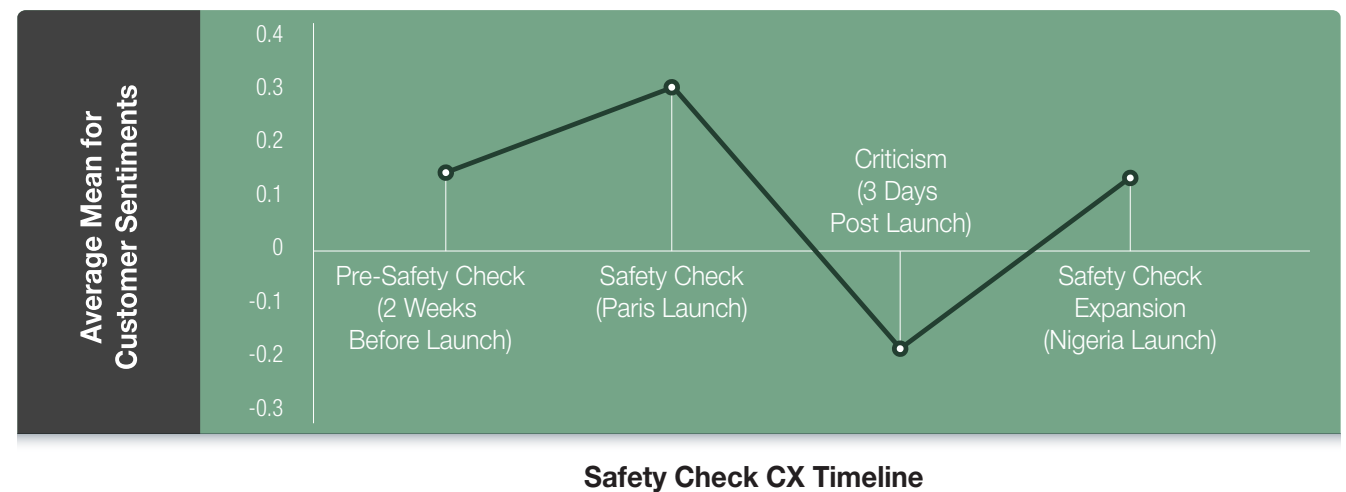 Average Mean for
Customer Sentiments
0.4
0.3
0.2
0.1
0
-0.1
-0.2
-0.3
Pre-Safety Check
(2 Weeks
Before Launch)
Safety Check
(Paris Launch)
Criticism
(3 Days
Post Launch)
Safety Check
Expansion
(Nigeria Launch)
Safety Check CX Timeline